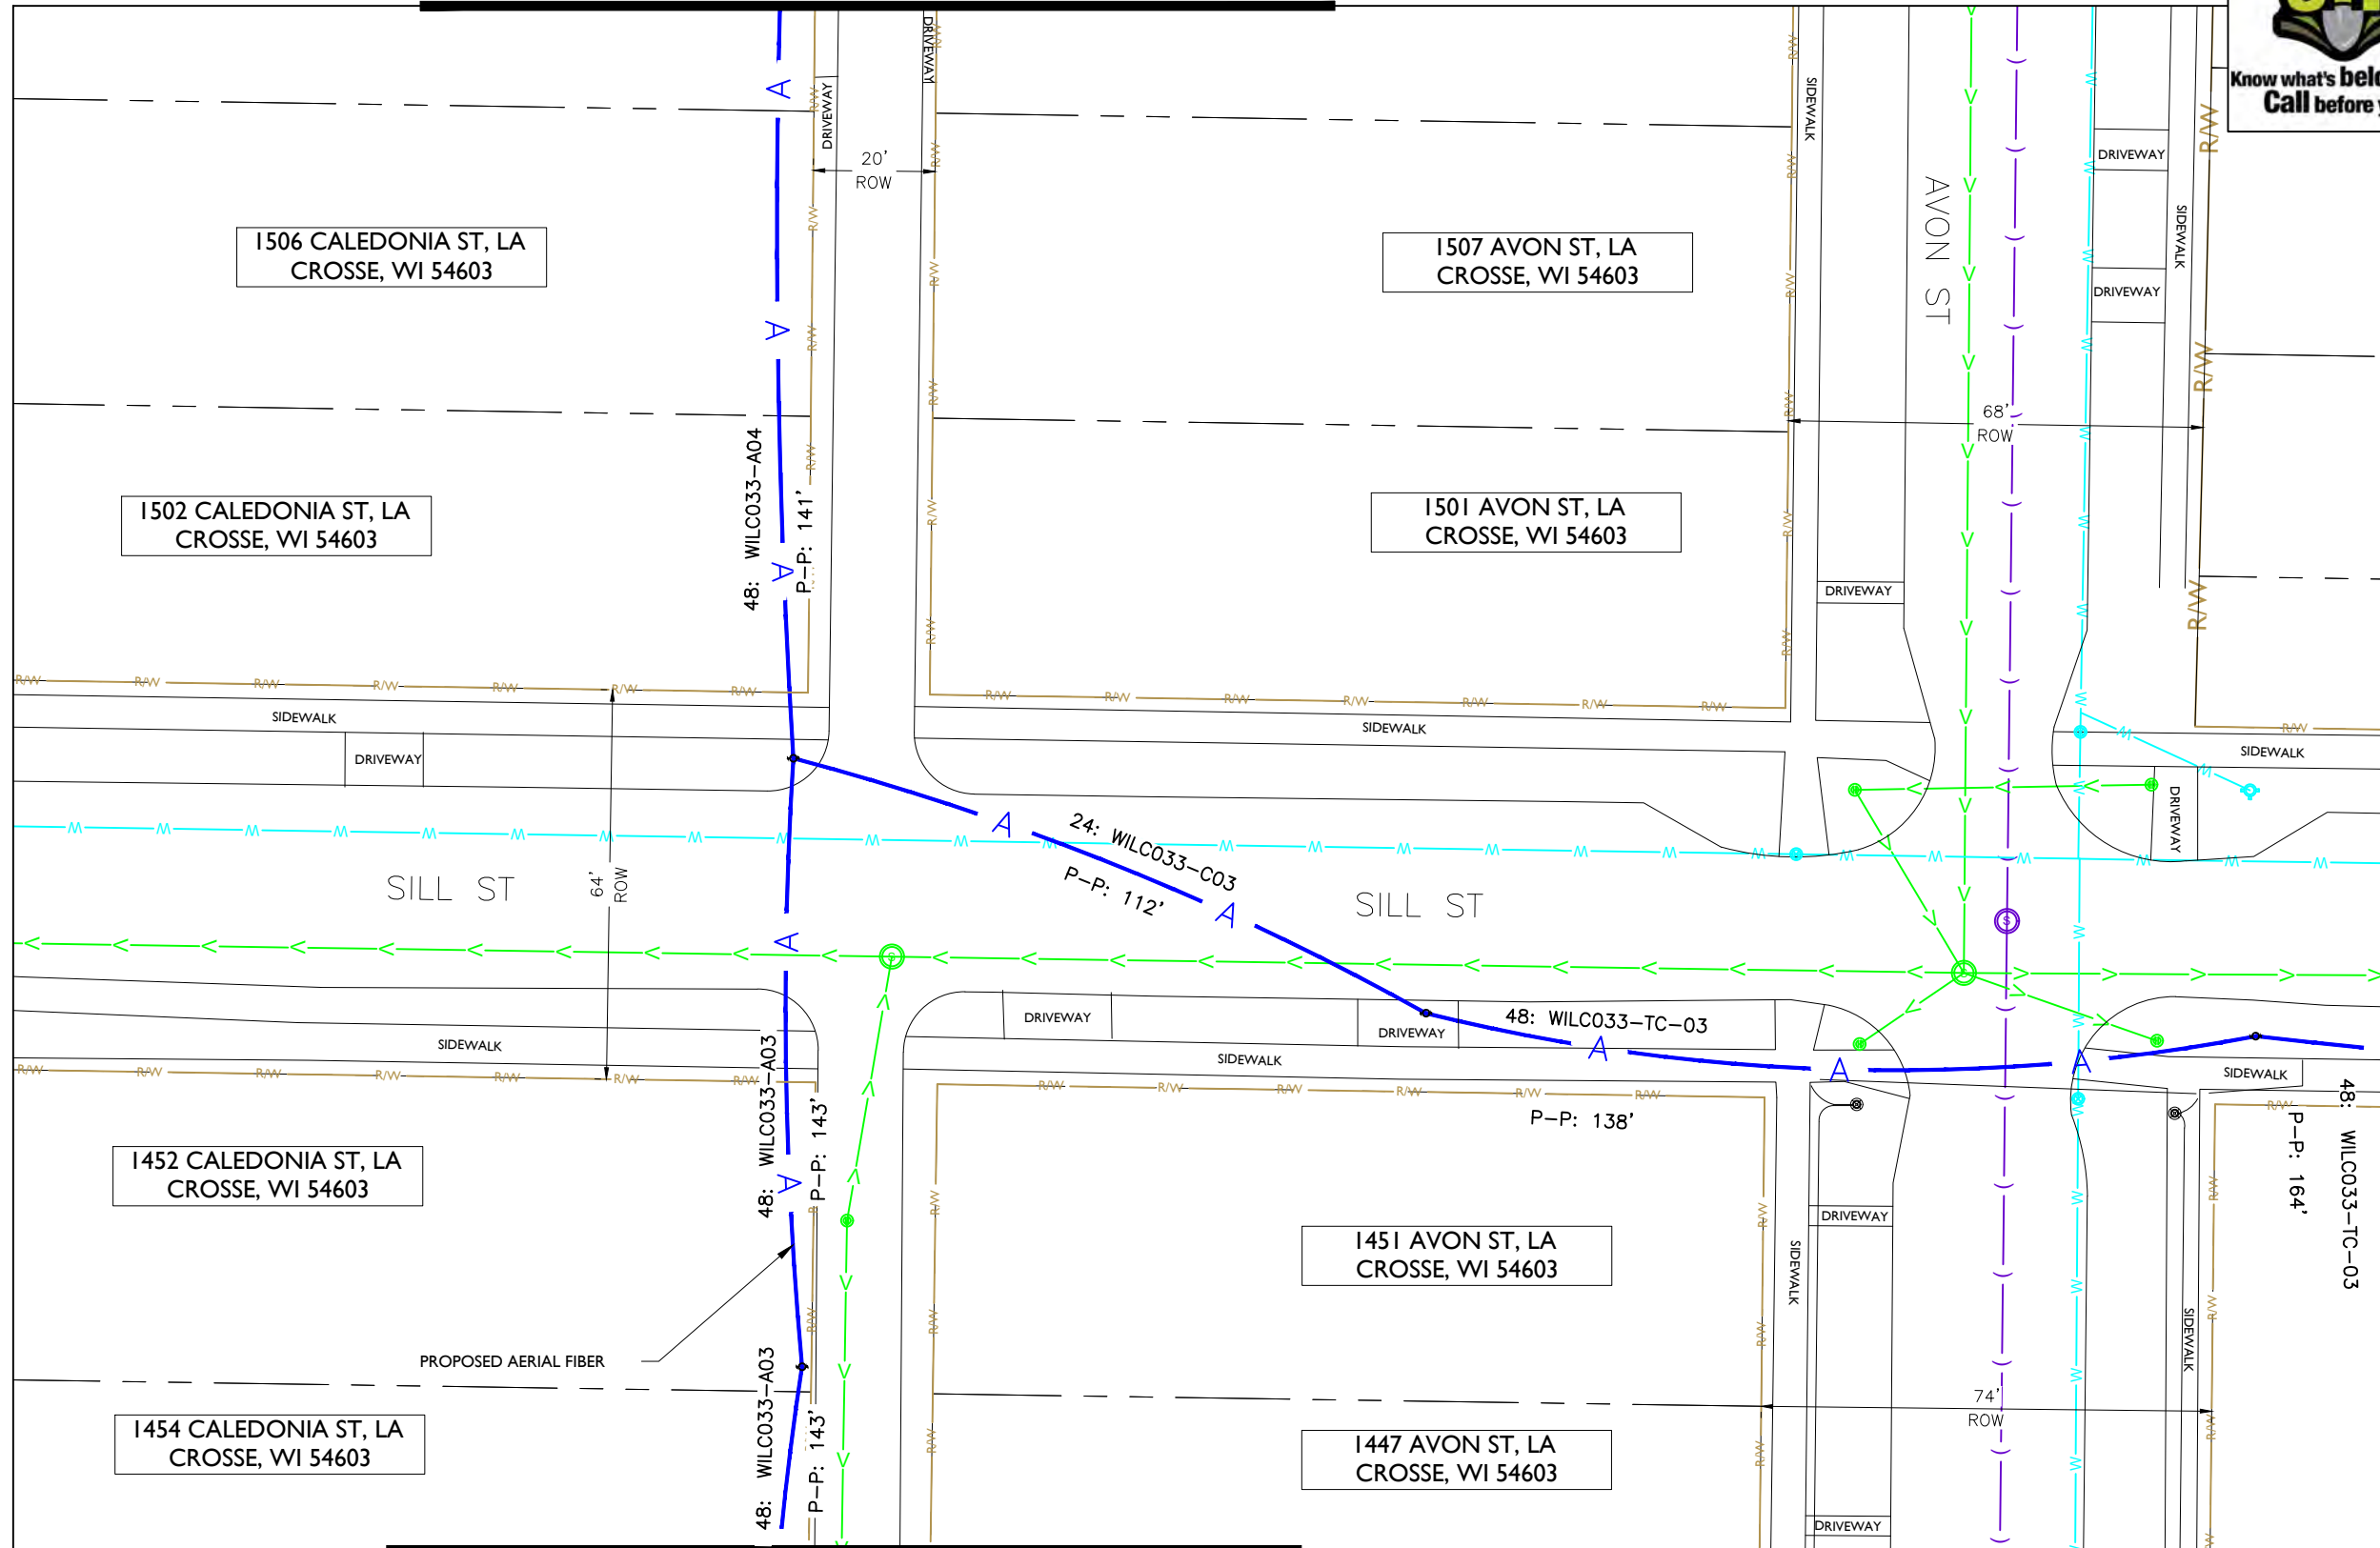 Know what's
Call before
DRIVEWAY
DRIVEWAY
20'
ROW
SIDEWALK
AVON ST
DRIVEWAY
SIDEWALK
DRIVEWAY
R/W
R/W
R/W
1506 CALEDONIA ST, LA
CROSSE, WI 54603
1507 AVON ST, LA
CROSSE, WI 54603
68'
ROW
48: WILC033-A04
P-P: 141'
1502 CALEDONIA ST, LA
CROSSE, WI 54603
1501 AVON ST, LA
CROSSE, WI 54603
DRIVEWAY
SIDEWALK
DRIVEWAY
SIDEWALK
SIDEWALK
DRIVEWAY
24: WILC033-C03
P-P: 112'
SILL ST
64'
ROW
SILL ST
DRIVEWAY
DRIVEWAY
48: WILC033-TC-03
SIDEWALK
SIDEWALK
SIDEWALK
48: WILC033-A03
P-P: 143'
P-P: 138'
P-P: 164'
48: WILC033-TC-03
1452 CALEDONIA ST, LA
CROSSE, WI 54603
1451 AVON ST, LA
CROSSE, WI 54603
DRIVEWAY
SIDEWALK
SIDEWALK
PROPOSED AERIAL FIBER
48: WILC033-A03
P-P: 143'
74'
ROW
1454 CALEDONIA ST, LA
CROSSE, WI 54603
1447 AVON ST, LA
CROSSE, WI 54603
DRIVEWAY